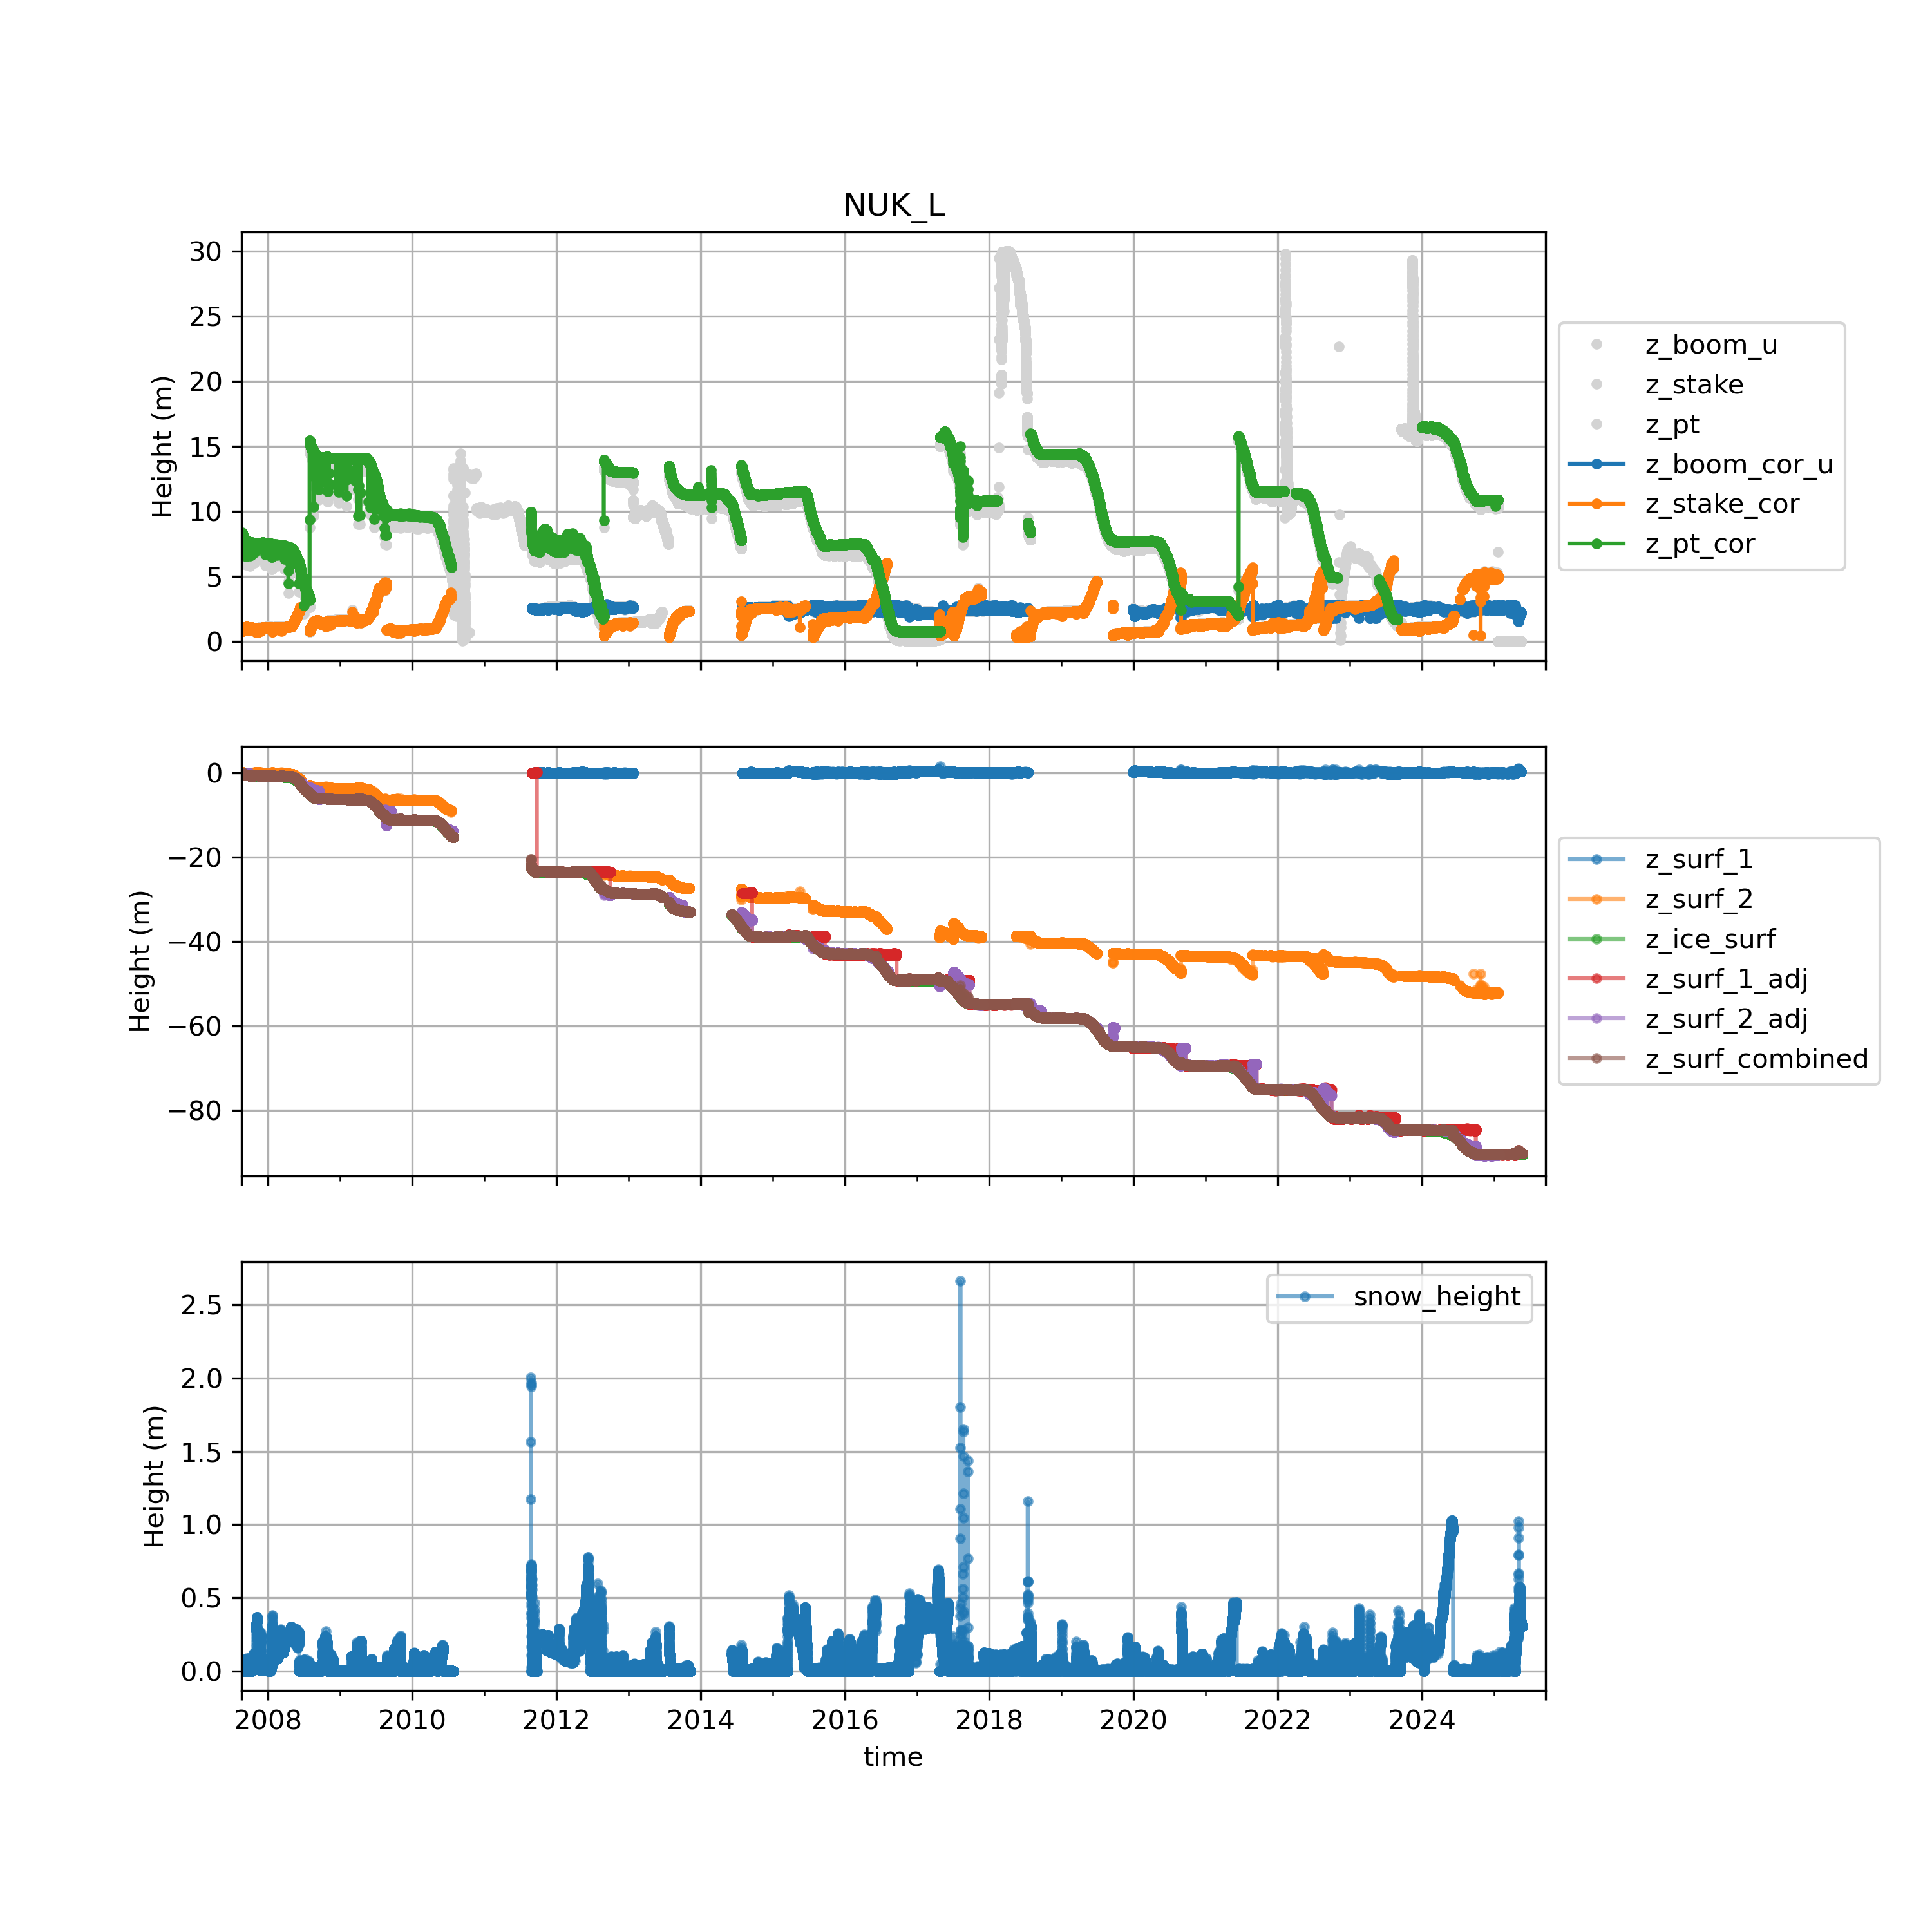 NUK_L
30
25
20
15
10
5
0
Height (m)
z_boom_u
z_stake
z_pt
z_boom_cor_u
z_stake_cor
z_pt_cor
0
−20
−40
−60
−80
Height (m)
z_surf_1
z_surf_2
z_ice_surf
z_surf_1_adj
z_surf_2_adj
z_surf_combined
2.5
2.0
1.5
1.0
0.5
0.0
Height (m)
snow_height
2008 2010 2012 2014 2016 2018 2020 2022 2024
time